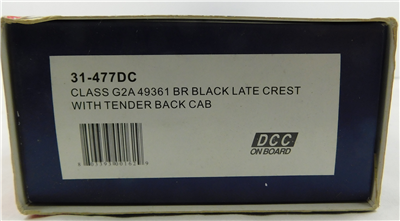 31-477DC
CLASS G2A 49361 BR BLACK LATE CREST
WITH TENDER BACK CAB
DCC
ON BOARD